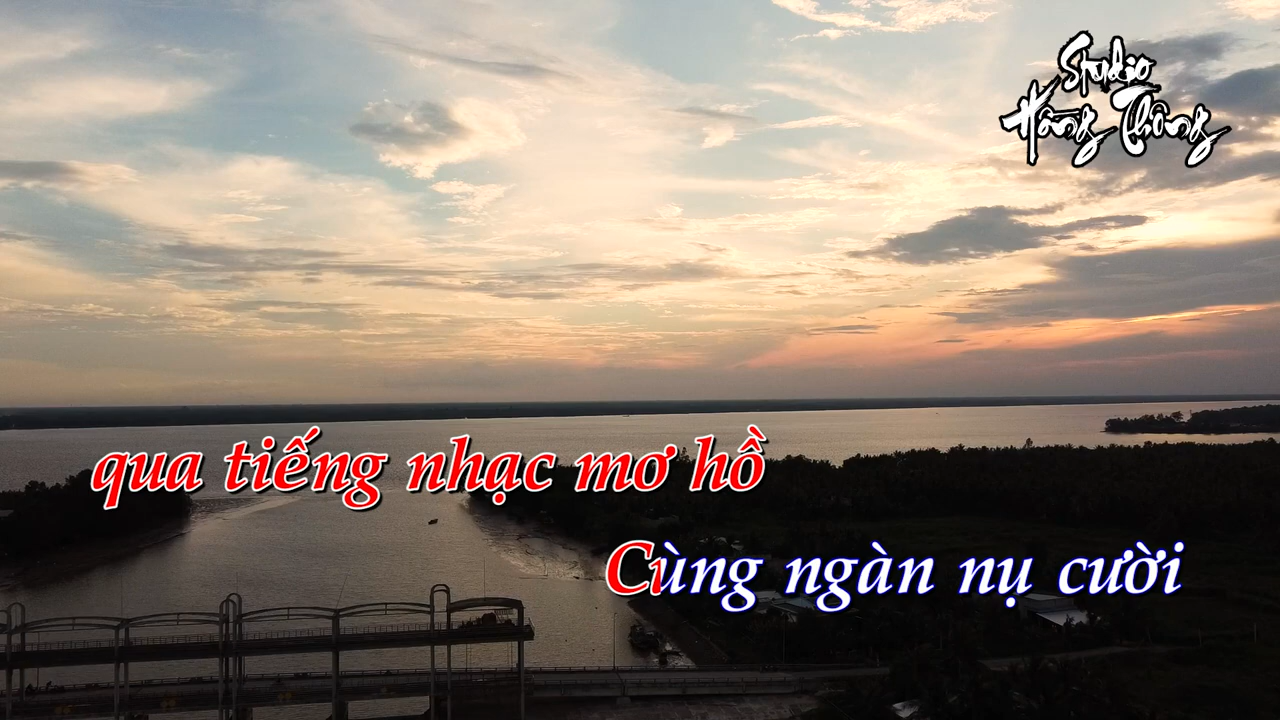 Studio
Hồng Thông
qua tiếng nhạc mơ hồ
Cùng ngàn nụ cười